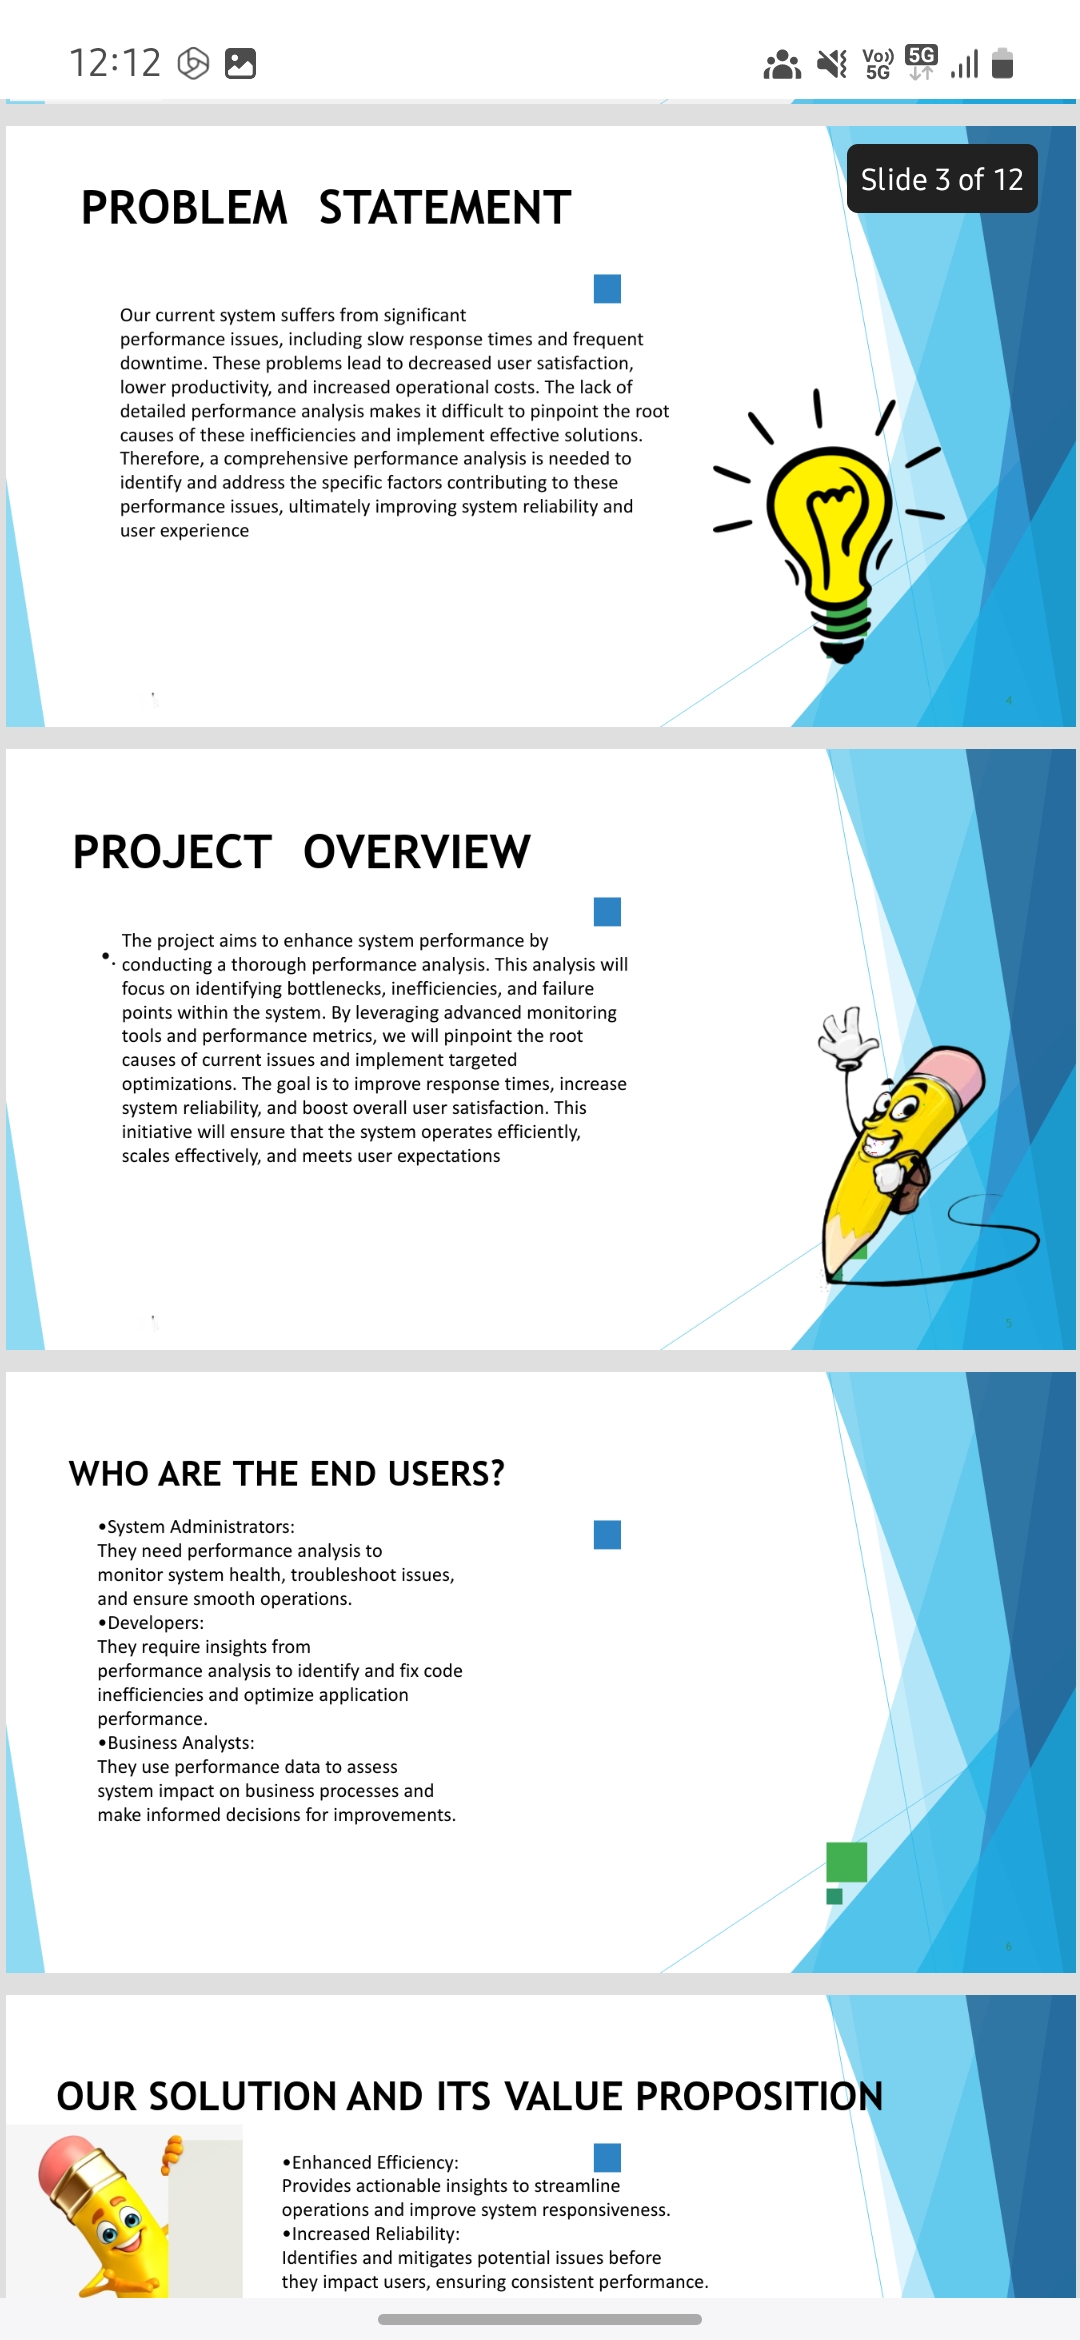 12:12
Vo))
5G
5G
Slide 3 of 12
PROBLEM STATEMENT
Our current system suffers from significant
performance issues, including slow response times and frequent
downtime. These problems lead to decreased user satisfaction,
lower productivity, and increased operational costs. The lack of
detailed performance analysis makes it difficult to pinpoint the root
causes of these inefficiencies and implement effective solutions.
Therefore, a comprehensive performance analysis is needed to
identify and address the specific factors contributing to these
performance issues, ultimately improving system reliability and
user experience
4
PROJECT OVERVIEW
The project aims to enhance system performance by
conducting a thorough performance analysis. This analysis will
focus on identifying bottlenecks, inefficiencies, and failure
points within the system. By leveraging advanced monitoring
tools and performance metrics, we will pinpoint the root
causes of current issues and implement targeted
optimizations. The goal is to improve response times, increase
system reliability, and boost overall user satisfaction. This
initiative will ensure that the system operates efficiently,
scales effectively, and meets user expectations
5
WHO ARE THE END USERS?
•System Administrators:
They need performance analysis to
monitor system health, troubleshoot issues,
and ensure smooth operations.
•Developers:
They require insights from
performance analysis to identify and fix code
inefficiencies and optimize application
performance.
•Business Analysts:
They use performance data to assess
system impact on business processes and
make informed decisions for improvements.
6
OUR SOLUTION AND ITS VALUE PROPOSITION
•Enhanced Efficiency:
Provides actionable insights to streamline
operations and improve system responsiveness.
•Increased Reliability:
Identifies and mitigates potential issues before
they impact users, ensuring consistent performance.